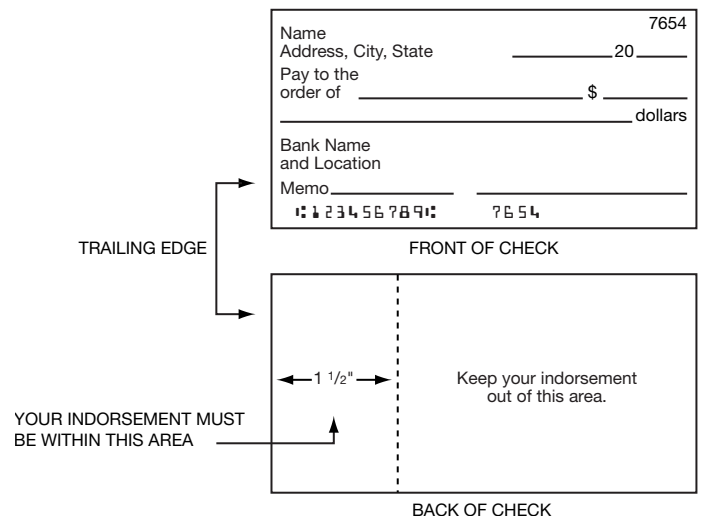 7654
Name
Address, City, State 20
Pay to the
order of $
dollars
Bank Name
and Location
Memo
⑆123456789⑆ 7654
TRAILING EDGE
FRONT OF CHECK
1 1/2"
Keep your indorsement
out of this area.
YOUR INDORSEMENT MUST
BE WITHIN THIS AREA
BACK OF CHECK